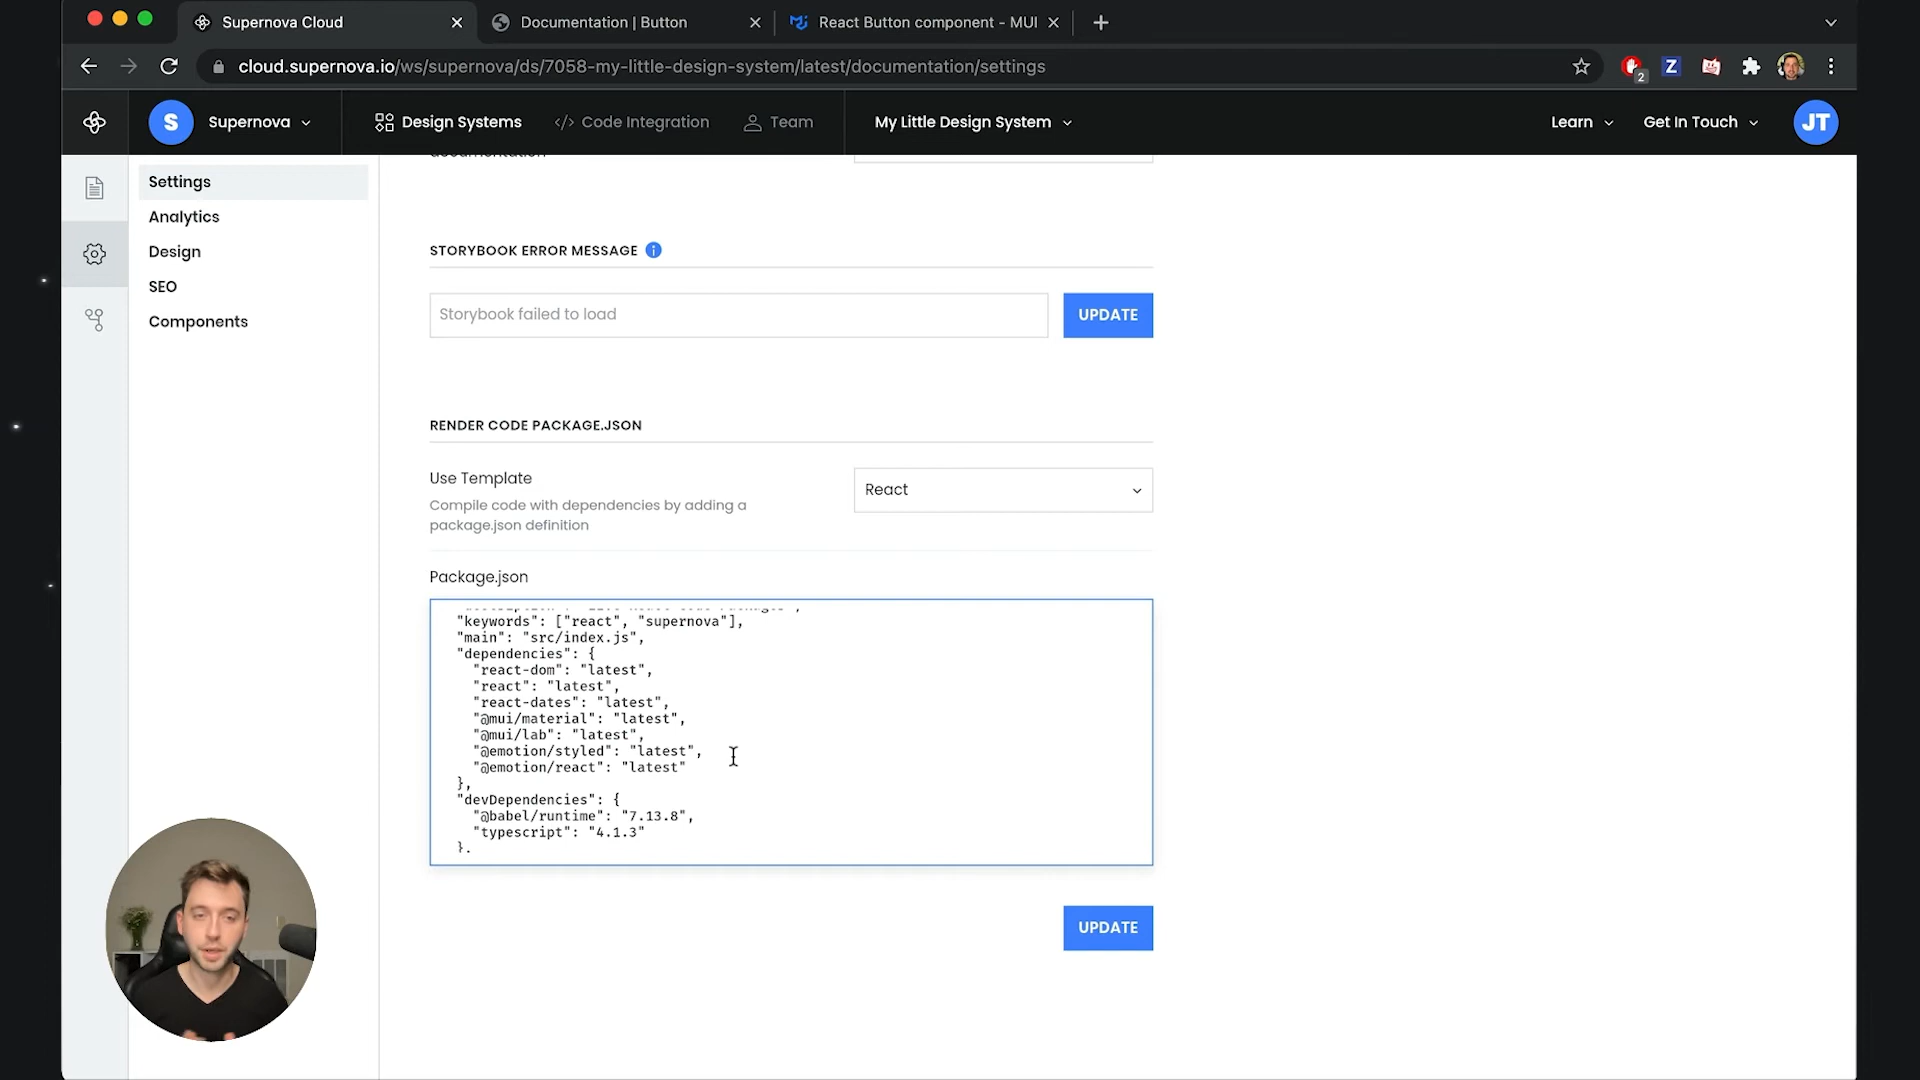 Supernova Cloud
Documentation | Button
React Button component - MUI
cloud.supernova.io/ws/supernova/ds/7058-my-little-design-system/latest/documentation/settings
2
Z
S
Supernova
Design Systems
</> Code Integration
Team
My Little Design System
Learn
Get In Touch
JT
documentation
Settings
Analytics
Design
SEO
Components
STORYBOOK ERROR MESSAGE
Storybook failed to load
UPDATE
RENDER CODE PACKAGE.JSON
Use Template
Compile code with dependencies by adding a
package.json definition
React
Package.json
"keywords": ["react", "supernova"],
"main": "src/index.js",
"dependencies": {
"react-dom": "latest",
"react": "latest",
"react-dates": "latest",
"@mui/material": "latest",
"@mui/lab": "latest",
"@emotion/styled": "latest",
"@emotion/react": "latest"
},
"devDependencies": {
"@babel/runtime": "7.13.8",
"typescript": "4.1.3"
},
UPDATE